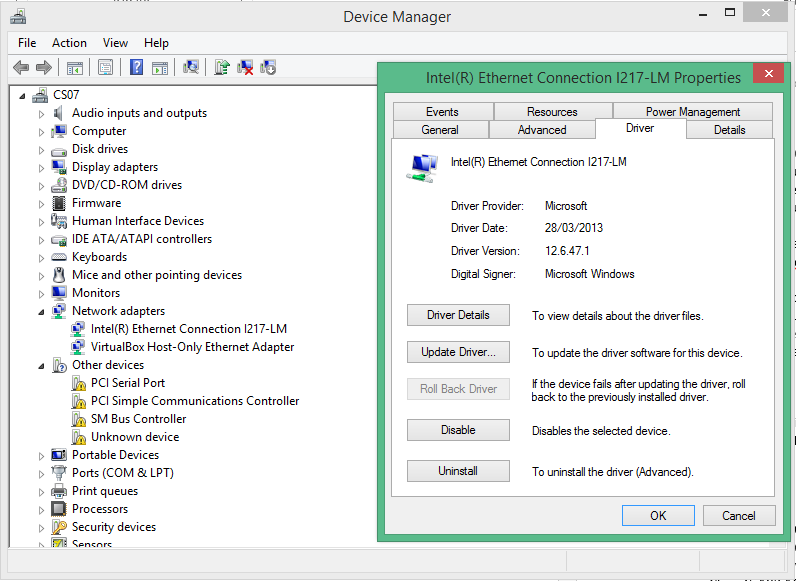 Device Manager
File Action View Help
CS07
Audio inputs and outputs
Computer
Disk drives
Display adapters
DVD/CD-ROM drives
Firmware
Human Interface Devices
IDE ATA/ATAPI controllers
Keyboards
Mice and other pointing devices
Monitors
Network adapters
Intel(R) Ethernet Connection I217-LM
VirtualBox Host-Only Ethernet Adapter
Other devices
PCI Serial Port
PCI Simple Communications Controller
SM Bus Controller
Unknown device
Portable Devices
Ports (COM & LPT)
Print queues
Processors
Security devices
Sensors
Intel(R) Ethernet Connection I217-LM Properties
Events Resources Power Management
General Advanced Driver Details
Intel(R) Ethernet Connection I217-LM
Driver Provider: Microsoft
Driver Date: 28/03/2013
Driver Version: 12.6.47.1
Digital Signer: Microsoft Windows
Driver Details To view details about the driver files.
Update Driver... To update the driver software for this device.
Roll Back Driver If the device fails after updating the driver, roll
back to the previously installed driver.
Disable Disables the selected device.
Uninstall To uninstall the driver (Advanced).
OK Cancel